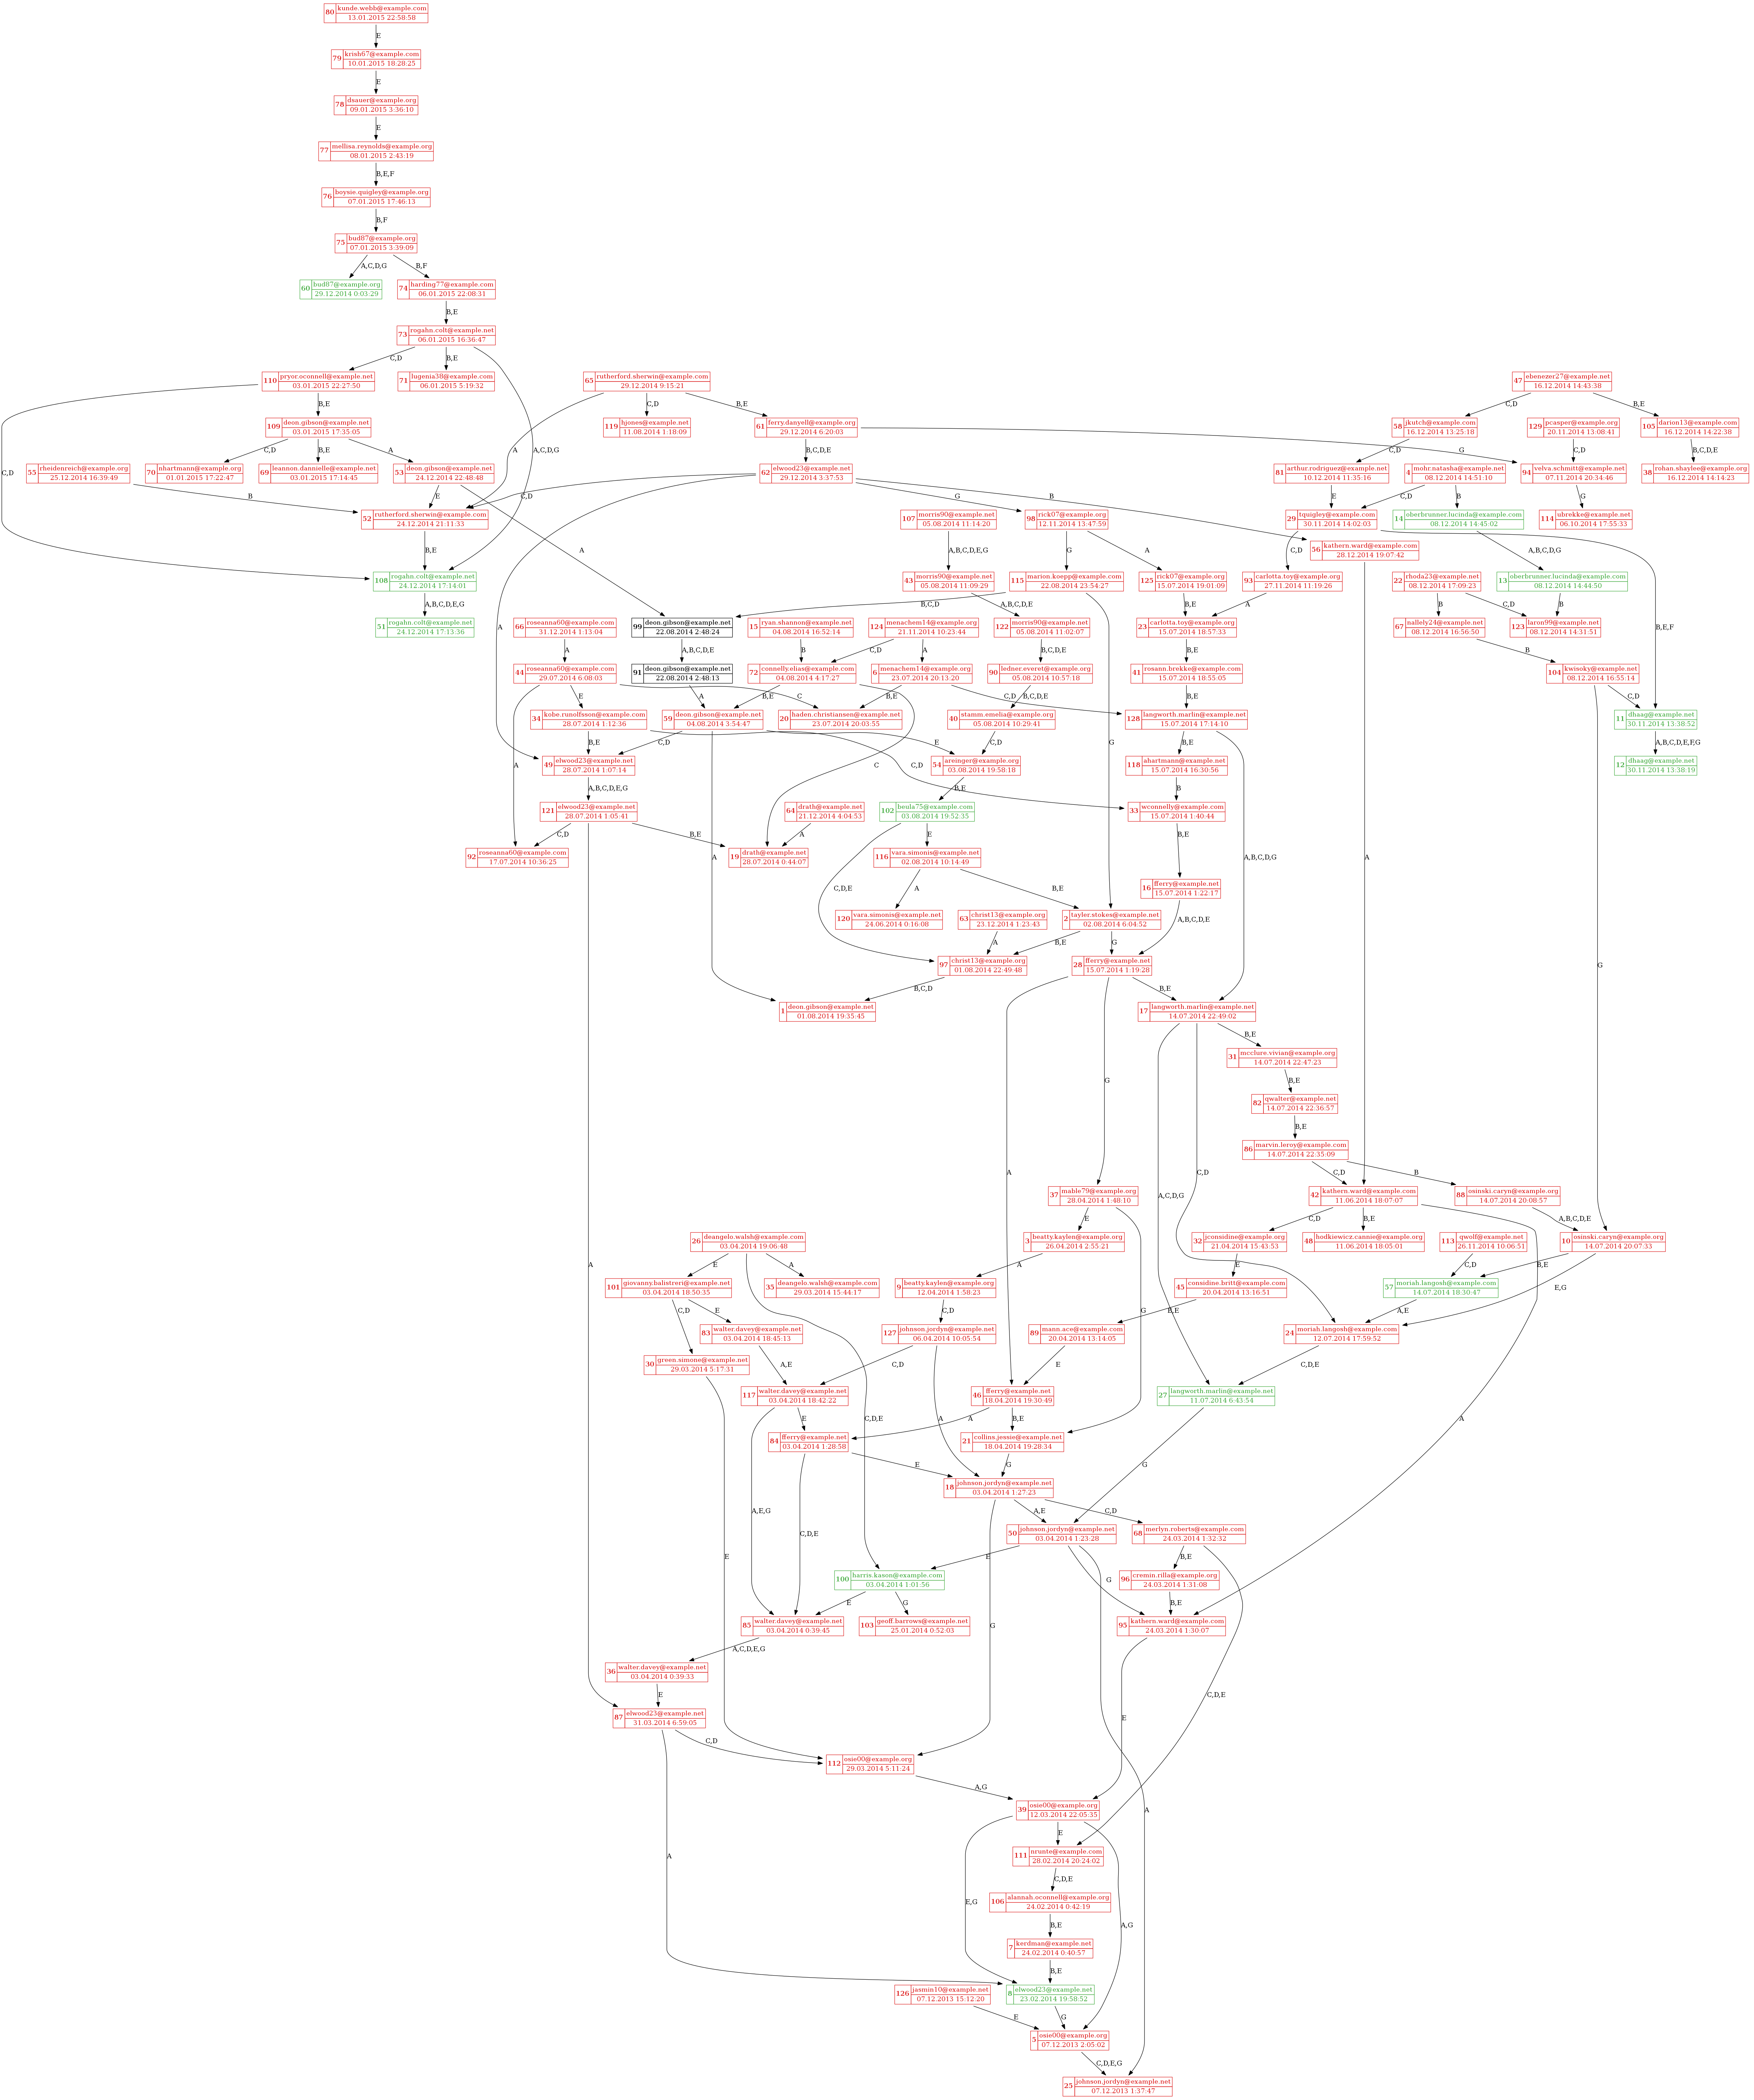 80 kunde.webb@example.com
13.01.2015 22:58:58
E
79 krish67@example.com
10.01.2015 18:28:25
E
78 dsauer@example.org
09.01.2015 3:36:10
E
77 mellisa.reynolds@example.org
08.01.2015 2:43:19
B,E,F
76 boysie.quigley@example.org
07.01.2015 17:46:13
B,F
75 bud87@example.org
07.01.2015 3:39:09
A,C,D,G B,F
60 bud87@example.org
29.12.2014 0:03:29
74 harding77@example.com
06.01.2015 22:08:31
B,E
73 rogahn.colt@example.net
06.01.2015 16:36:47
C,D B,E
110 pryor.oconnell@example.net
03.01.2015 22:27:50
71 lugenia38@example.com
06.01.2015 5:19:32
65 rutherford.sherwin@example.com
29.12.2014 9:15:21
47 ebenezer27@example.net
16.12.2014 14:43:38
B,E A C,D B,E C,D B,E
109 deon.gibson@example.net
03.01.2015 17:35:05
119 hjones@example.net
11.08.2014 1:18:09
61 ferry.danyell@example.org
29.12.2014 6:20:03
58 jkutch@example.com
16.12.2014 13:25:18
129 pcasper@example.org
20.11.2014 13:08:41
105 darion13@example.com
16.12.2014 14:22:38
C,D B,E A A,C,D,G B,C,D,E G C,D C,D B,C,D,E
C,D
55 rheidenreich@example.org
25.12.2014 16:39:49
70 nhartmann@example.org
01.01.2015 17:22:47
69 leannon.dannielle@example.net
03.01.2015 17:14:45
53 deon.gibson@example.net
24.12.2014 22:48:48
62 elwood23@example.net
29.12.2014 3:37:53
81 arthur.rodriguez@example.net
10.12.2014 11:35:16
4 mohr.natasha@example.net
08.12.2014 14:51:10
94 velva.schmitt@example.net
07.11.2014 20:34:46
38 rohan.shaylee@example.org
16.12.2014 14:14:23
B E C,D G B E C,D B G
52 rutherford.sherwin@example.com
24.12.2014 21:11:33
107 morris90@example.net
05.08.2014 11:14:20
98 rick07@example.org
12.11.2014 13:47:59
29 tquigley@example.com
30.11.2014 14:02:03
14 oberbrunner.lucinda@example.com
08.12.2014 14:45:02
114 ubrekke@example.net
06.10.2014 17:55:33
56 kathern.ward@example.com
28.12.2014 19:07:42
B,E A A,B,C,D,E,G G A C,D A,B,C,D,G
108 rogahn.colt@example.net
24.12.2014 17:14:01
43 morris90@example.net
05.08.2014 11:09:29
115 marion.koepp@example.com
22.08.2014 23:54:27
125 rick07@example.org
15.07.2014 19:01:09
93 carlotta.toy@example.org
27.11.2014 11:19:26
22 rhoda23@example.net
08.12.2014 17:09:23
13 oberbrunner.lucinda@example.com
08.12.2014 14:44:50
A,B,C,D,E,G B,C,D A,B,C,D,E B,E A B C,D B
51 rogahn.colt@example.net
24.12.2014 17:13:36
66 roseanna60@example.com
31.12.2014 1:13:04
99 deon.gibson@example.net
22.08.2014 2:48:24
15 ryan.shannon@example.net
04.08.2014 16:52:14
124 menachem14@example.org
21.11.2014 10:23:44
122 morris90@example.net
05.08.2014 11:02:07
23 carlotta.toy@example.org
15.07.2014 18:57:33
67 nallely24@example.net
08.12.2014 16:56:50
123 laron99@example.net
08.12.2014 14:31:51
A A A,B,C,D,E B C,D A B,C,D,E B,E B B,E,F
44 roseanna60@example.com
29.07.2014 6:08:03
91 deon.gibson@example.net
22.08.2014 2:48:13
72 connelly.elias@example.com
04.08.2014 4:17:27
6 menachem14@example.org
23.07.2014 20:13:20
90 ledner.everet@example.org
05.08.2014 10:57:18
41 rosann.brekke@example.com
15.07.2014 18:55:05
104 kwisoky@example.net
08.12.2014 16:55:14
E C A B,E B,E C,D B,C,D,E B,E C,D
34 kobe.runolfsson@example.com
28.07.2014 1:12:36
59 deon.gibson@example.net
04.08.2014 3:54:47
20 haden.christiansen@example.net
23.07.2014 20:03:55
40 stamm.emelia@example.org
05.08.2014 10:29:41
128 langworth.marlin@example.net
15.07.2014 17:14:10
11 dhaag@example.net
30.11.2014 13:38:52
B,E C,D E C,D G B,E A,B,C,D,E,F,G
49 elwood23@example.net
28.07.2014 1:07:14
54 areinger@example.org
03.08.2014 19:58:18
118 ahartmann@example.net
15.07.2014 16:30:56
12 dhaag@example.net
30.11.2014 13:38:19
A A,B,C,D,E,G C C,D B,E B
121 elwood23@example.net
28.07.2014 1:05:41
64 drath@example.net
21.12.2014 4:04:53
102 beula75@example.com
03.08.2014 19:52:35
33 wconnelly@example.com
15.07.2014 1:40:44
C,D B,E A E B,E
92 roseanna60@example.com
17.07.2014 10:36:25
19 drath@example.net
28.07.2014 0:44:07
116 vara.simonis@example.net
02.08.2014 10:14:49
A A,B,C,D,G A
C,D,E A B,E
16 fferry@example.net
15.07.2014 1:22:17
120 vara.simonis@example.net
24.06.2014 0:16:08
63 christ13@example.org
23.12.2014 1:23:43
2 tayler.stokes@example.net
02.08.2014 6:04:52
A,B,C,D,E
A B,E G
97 christ13@example.org
01.08.2014 22:49:48
28 fferry@example.net
15.07.2014 1:19:28
G
B,C,D B,E
1 deon.gibson@example.net
01.08.2014 19:35:45
17 langworth.marlin@example.net
14.07.2014 22:49:02
B,E
31 mcclure.vivian@example.org
14.07.2014 22:47:23
G B,E
82 qwalter@example.net
14.07.2014 22:36:57
B,E
86 marvin.leroy@example.com
14.07.2014 22:35:09
A C,D C,D B
37 mable79@example.org
28.04.2014 1:48:10
A,C,D,G
42 kathern.ward@example.com
11.06.2014 18:07:07
88 osinski.caryn@example.org
14.07.2014 20:08:57
E C,D B,E A,B,C,D,E
26 deangelo.walsh@example.com
03.04.2014 19:06:48
3 beatty.kaylen@example.org
26.04.2014 2:55:21
32 jconsidine@example.org
21.04.2014 15:43:53
48 hodkiewicz.cannie@example.org
11.06.2014 18:05:01
113 qwolf@example.net
26.11.2014 10:06:51
10 osinski.caryn@example.org
14.07.2014 20:07:33
A E A A E C,D B,E
101 giovanny.balistreri@example.net
03.04.2014 18:50:35
35 deangelo.walsh@example.com
29.03.2014 15:44:17
9 beatty.kaylen@example.org
12.04.2014 1:58:23
45 considine.britt@example.com
20.04.2014 13:16:51
57 moriah.langosh@example.com
14.07.2014 18:30:47
C,D E C,D G B,E A,E E,G
83 walter.davey@example.net
03.04.2014 18:45:13
127 johnson.jordyn@example.net
06.04.2014 10:05:54
89 mann.ace@example.com
20.04.2014 13:14:05
24 moriah.langosh@example.com
12.07.2014 17:59:52
30 green.simone@example.net
29.03.2014 5:17:31
A,E C,D E C,D,E
117 walter.davey@example.net
03.04.2014 18:42:22
46 fferry@example.net
18.04.2014 19:30:49
27 langworth.marlin@example.net
11.07.2014 6:43:54
E C,D,E A A B,E A
84 fferry@example.net
03.04.2014 1:28:58
21 collins.jessie@example.net
18.04.2014 19:28:34
E G G
18 johnson.jordyn@example.net
03.04.2014 1:27:23
A,E,G A,E C,D
C,D,E
50 johnson.jordyn@example.net
03.04.2014 1:23:28
68 merlyn.roberts@example.com
24.03.2014 1:32:32
E E B,E
100 harris.kason@example.com
03.04.2014 1:01:56
G
96 cremin.rilla@example.org
24.03.2014 1:31:08
E G B,E
85 walter.davey@example.net
03.04.2014 0:39:45
103 geoff.barrows@example.net
25.01.2014 0:52:03
G
95 kathern.ward@example.com
24.03.2014 1:30:07
A,C,D,E,G
36 walter.davey@example.net
03.04.2014 0:39:33
E C,D,E
87 elwood23@example.net
31.03.2014 6:59:05
E
C,D
112 osie00@example.org
29.03.2014 5:11:24
A,G
39 osie00@example.org
12.03.2014 22:05:35
A
E
111 nrunte@example.com
28.02.2014 20:24:02
A C,D,E
106 alannah.oconnell@example.org
24.02.2014 0:42:19
E,G B,E A,G
7 kerdman@example.net
24.02.2014 0:40:57
B,E
126 jasmin10@example.net
07.12.2013 15:12:20
8 elwood23@example.net
23.02.2014 19:58:52
E G
5 osie00@example.org
07.12.2013 2:05:02
C,D,E,G
25 johnson.jordyn@example.net
07.12.2013 1:37:47